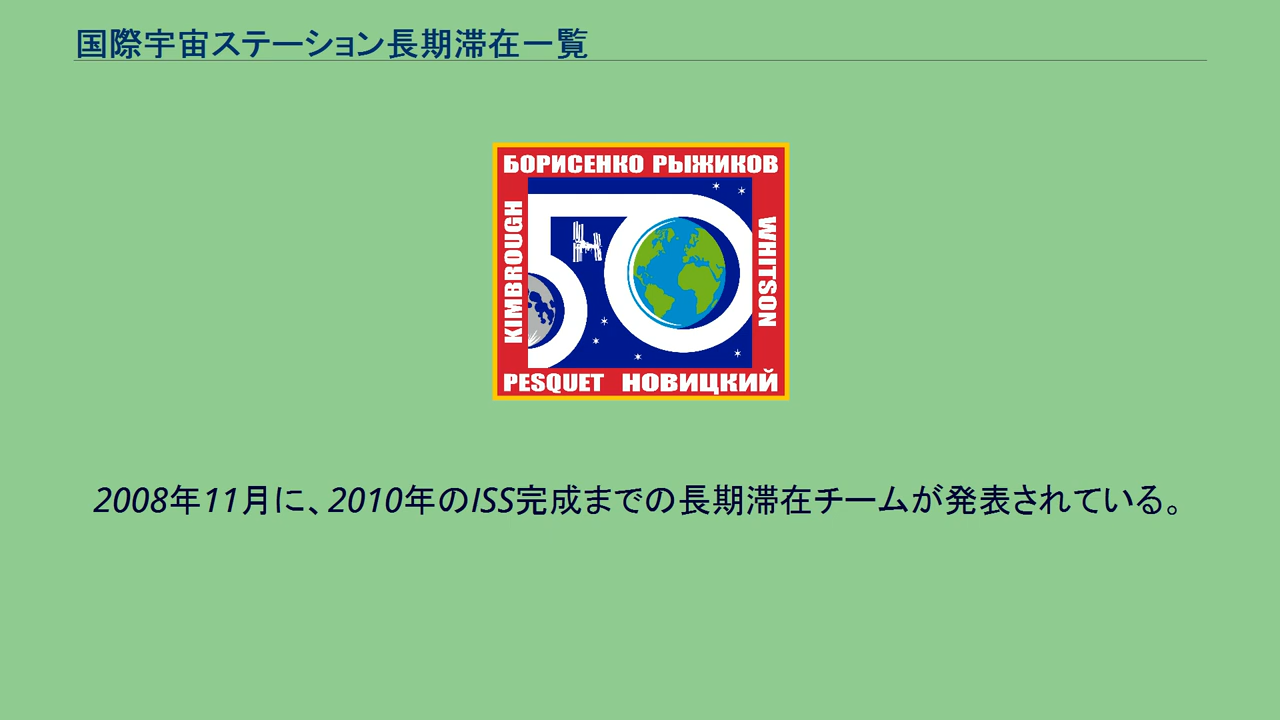 国際宇宙ステーション長期滞在一覧
БОРИСЕНКО РЫЖИКОВ
KIMBROUGH
WHITSON
50
PESQUET НОВИЦКИЙ
2008年11月に、2010年のISS完成までの長期滞在チームが発表されている。